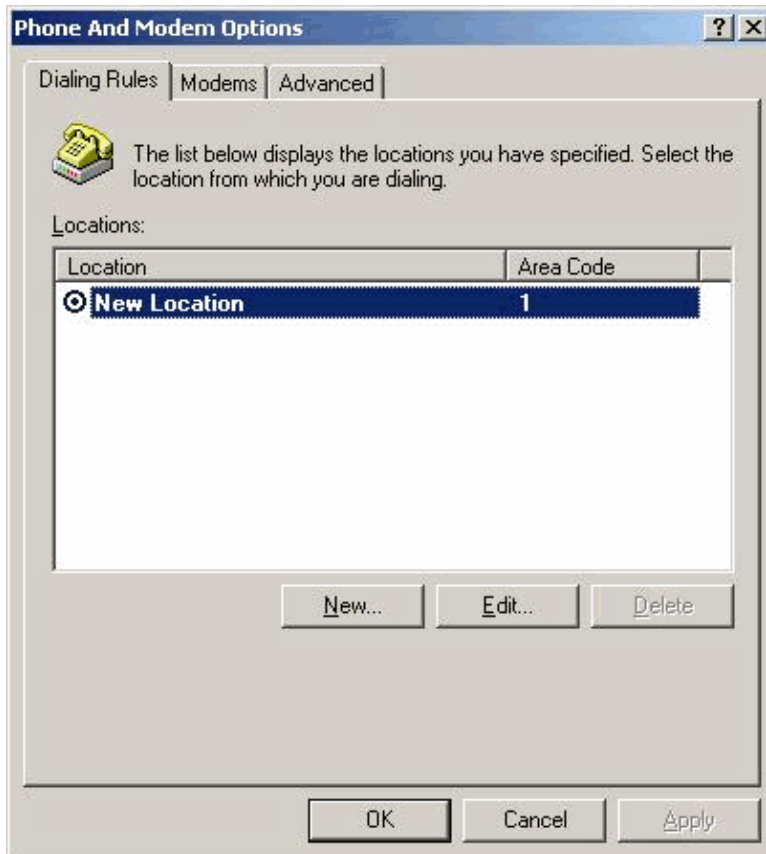 Phone And Modem Options
Dialing Rules Modems Advanced
The list below displays the locations you have specified. Select the
location from which you are dialing.
Locations:
Location Area Code
New Location 1
New... Edit... Delete
OK Cancel Apply